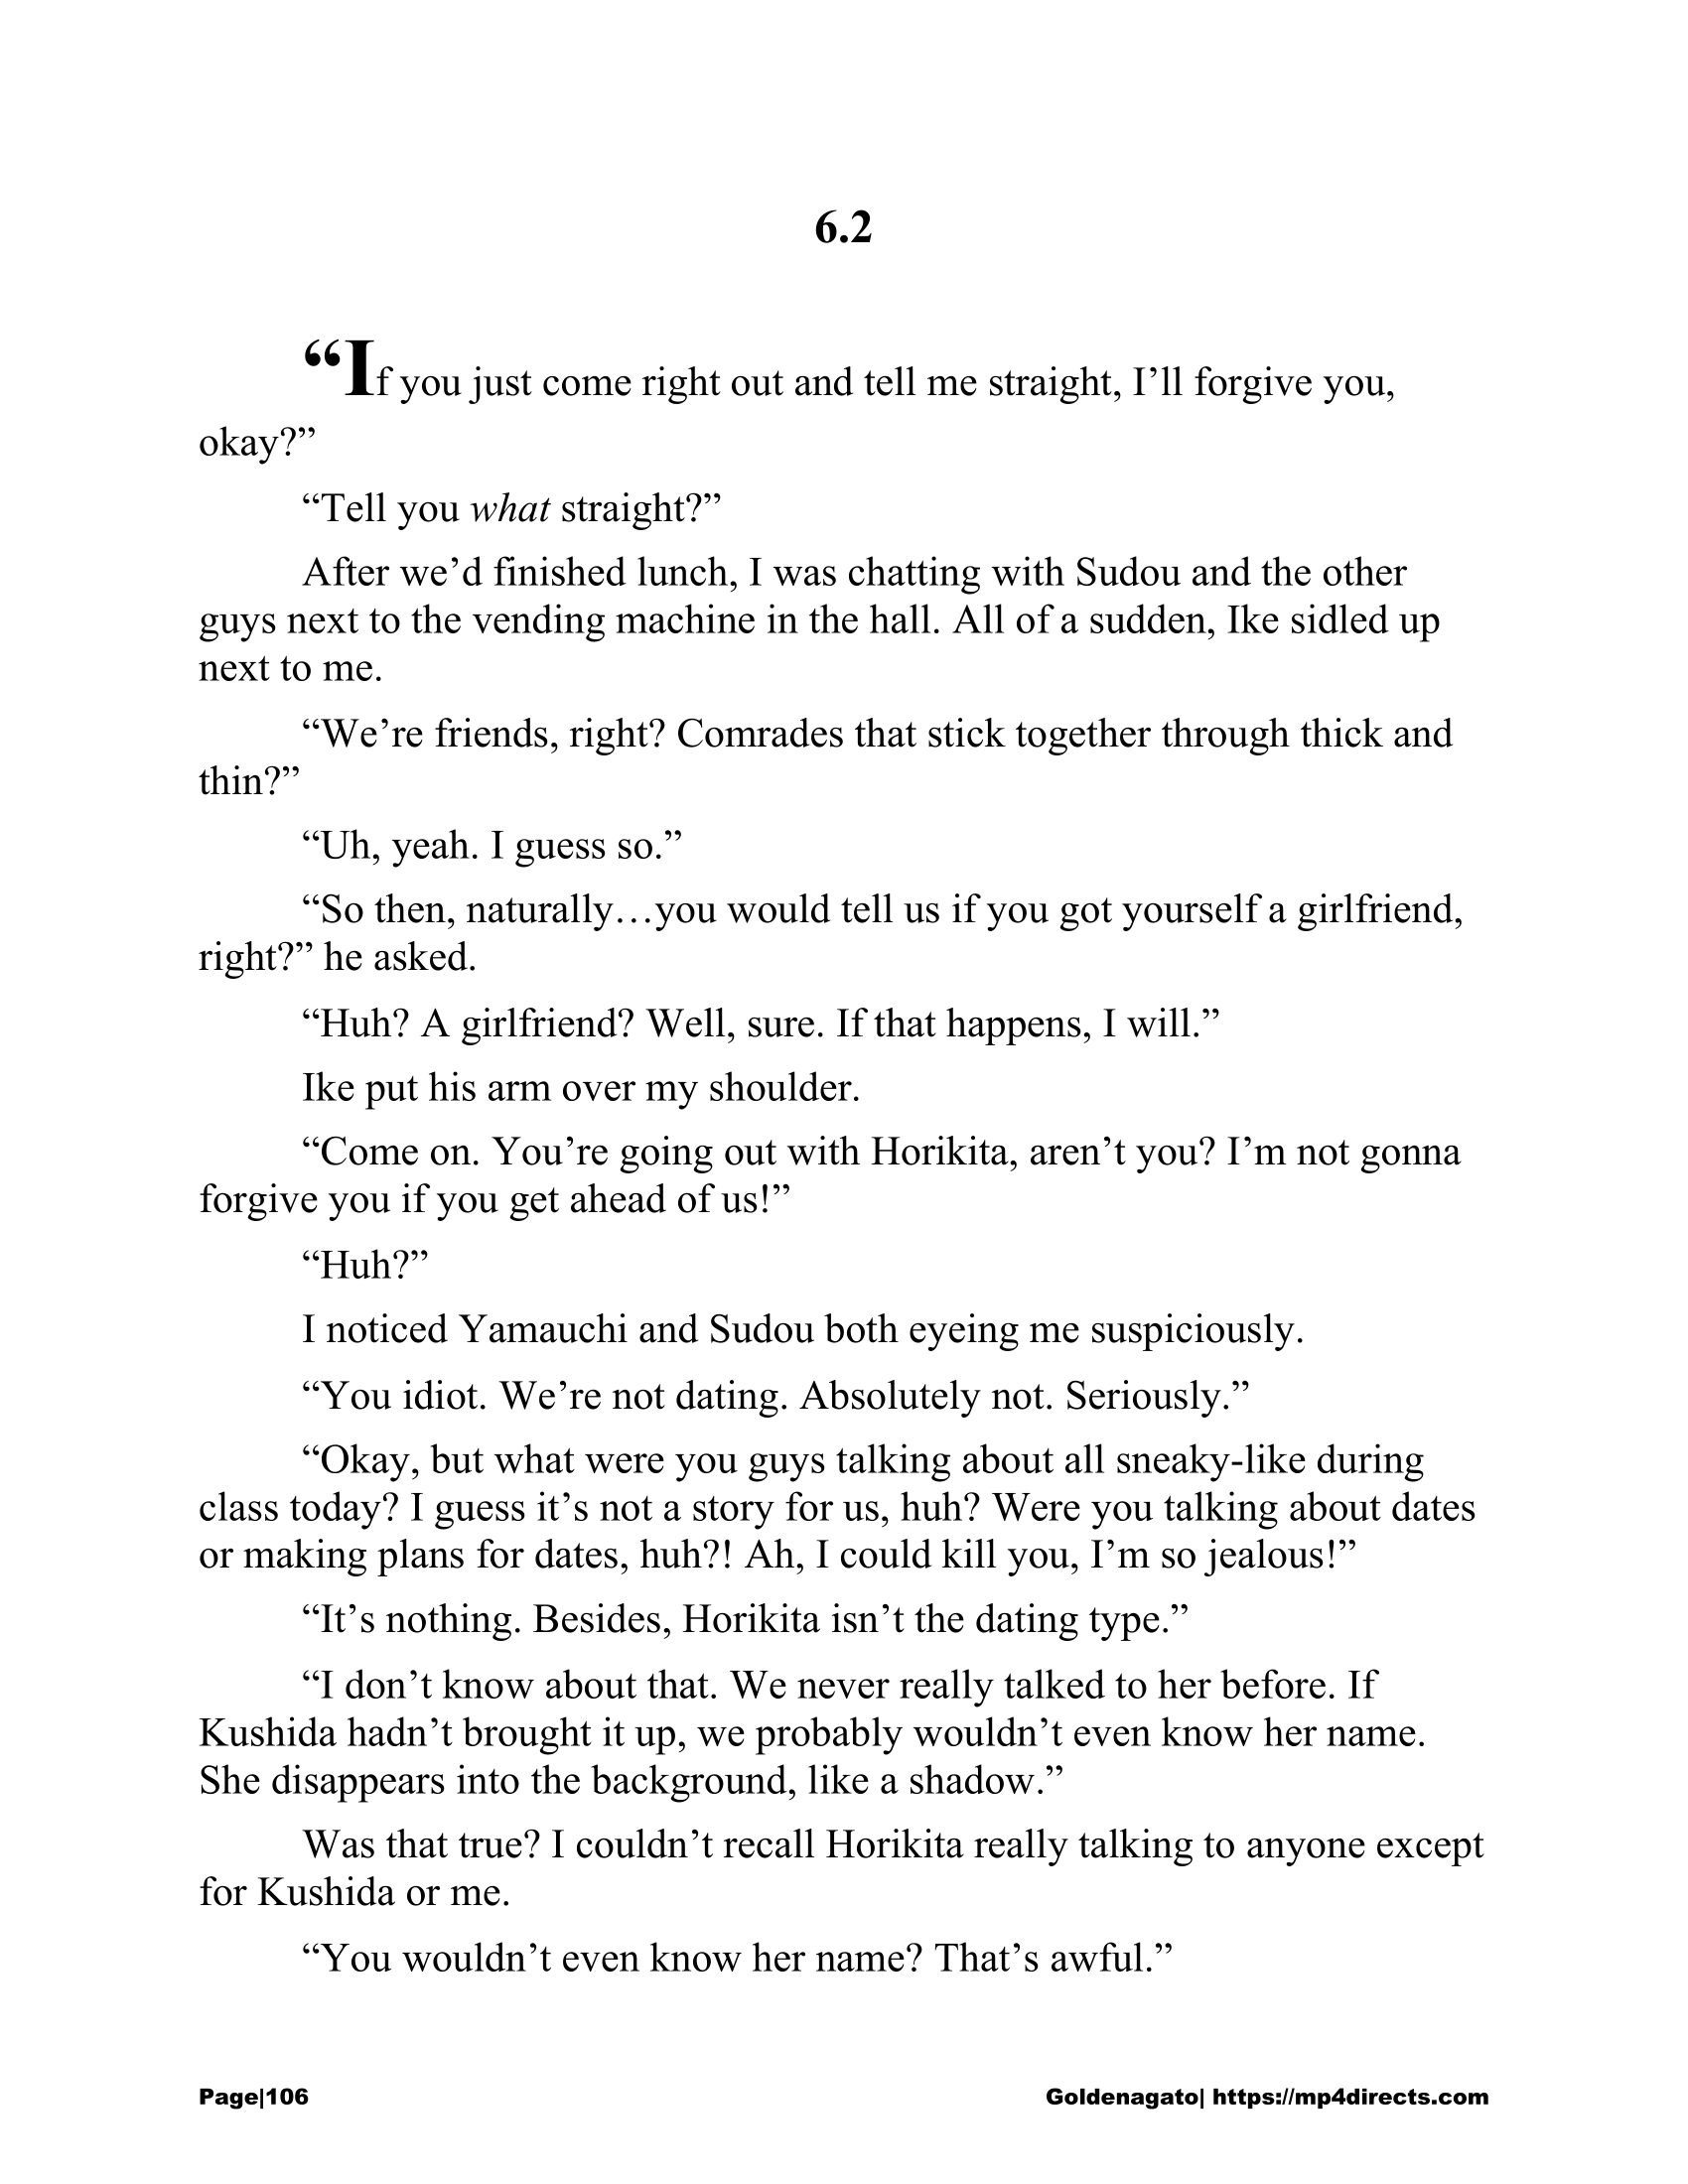 6.2
“If you just come right out and tell me straight, I’ll forgive you,
okay?”
“Tell you what straight?”
After we’d finished lunch, I was chatting with Sudou and the other
guys next to the vending machine in the hall. All of a sudden, Ike sidled up
next to me.
“We’re friends, right? Comrades that stick together through thick and
thin?”
“Uh, yeah. I guess so.”
“So then, naturally…you would tell us if you got yourself a girlfriend,
right?” he asked.
“Huh? A girlfriend? Well, sure. If that happens, I will.”
Ike put his arm over my shoulder.
“Come on. You’re going out with Horikita, aren’t you? I’m not gonna
forgive you if you get ahead of us!”
“Huh?”
I noticed Yamauchi and Sudou both eyeing me suspiciously.
“You idiot. We’re not dating. Absolutely not. Seriously.”
“Okay, but what were you guys talking about all sneaky-like during
class today? I guess it’s not a story for us, huh? Were you talking about dates
or making plans for dates, huh?! Ah, I could kill you, I’m so jealous!”
“It’s nothing. Besides, Horikita isn’t the dating type.”
“I don’t know about that. We never really talked to her before. If
Kushida hadn’t brought it up, we probably wouldn’t even know her name.
She disappears into the background, like a shadow.”
Was that true? I couldn’t recall Horikita really talking to anyone except
for Kushida or me.
“You wouldn’t even know her name? That’s awful.”
Page|106 Goldenagato| https://mp4directs.com